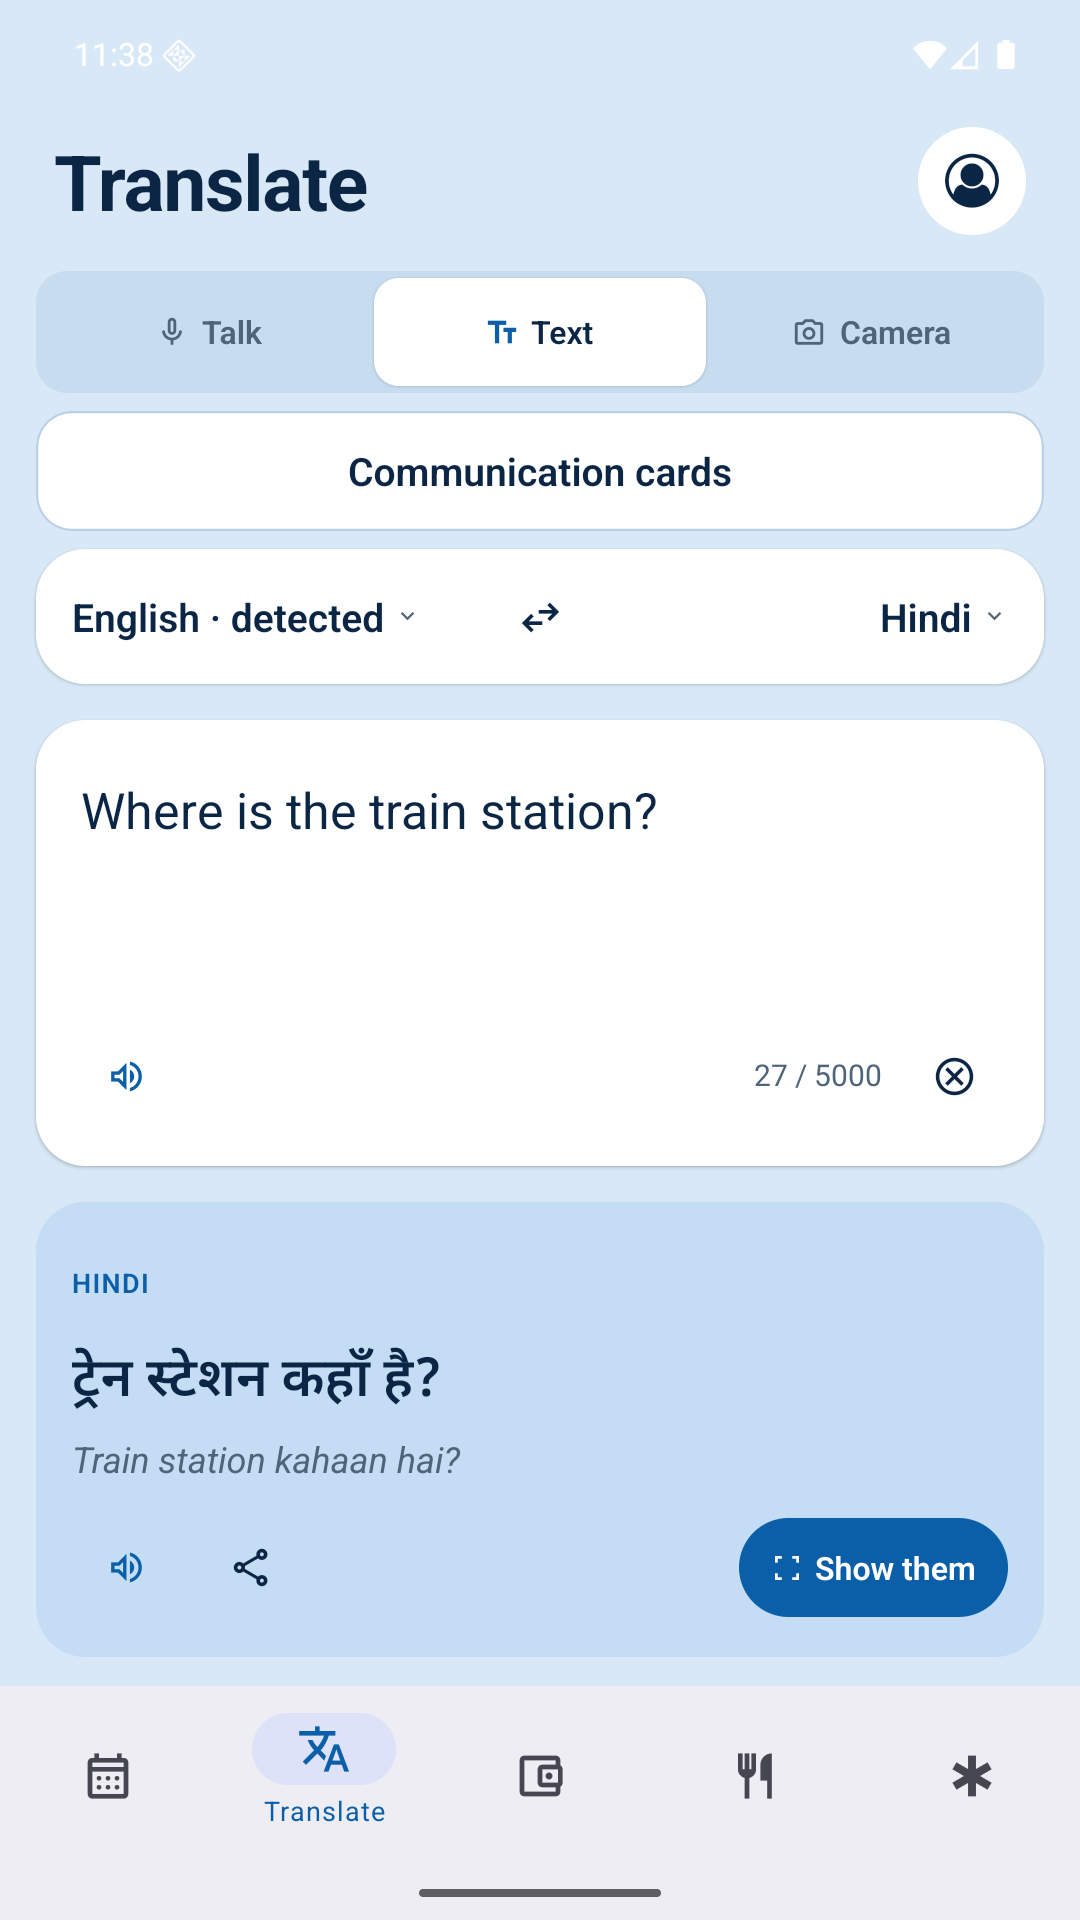 11:38
Translate
Talk
Text
Camera
Communication cards
English · detected
Hindi
Where is the train station?
27 / 5000
HINDI
ट्रेन स्टेशन कहाँ है?
Train station kahaan hai?
Show them
Translate